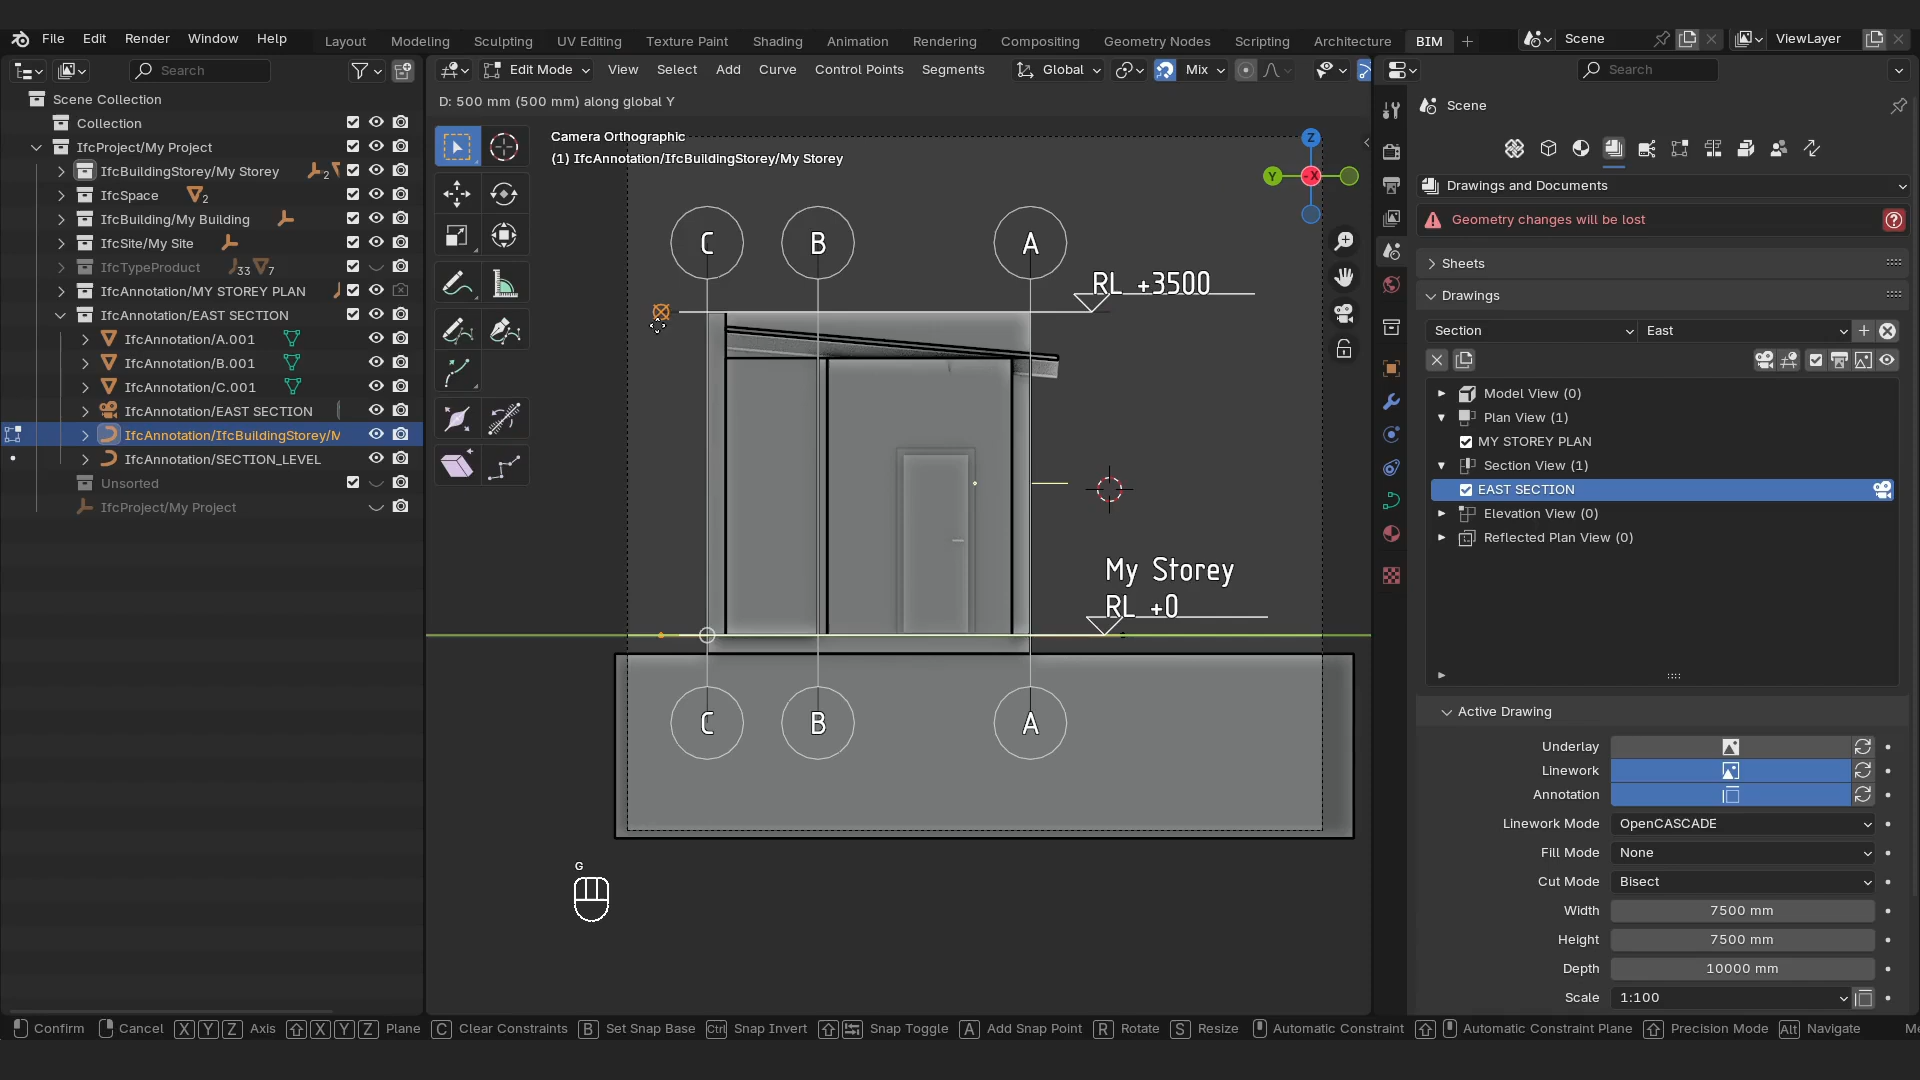 File Edit Render Window Help Layout Modeling Sculpting UV Editing Texture Paint Shading Animation Rendering Compositing Geometry Nodes Scripting Architecture BIM Scene ViewLayer
Search
Edit Mode View Select Add Curve Control Points Segments Global Mix
Search
D: 500 mm (500 mm) along global Y
Camera Orthographic
(1) IfcAnnotation/IfcBuildingStorey/My Storey
Scene Collection
Collection
IfcProject/My Project
IfcBuildingStorey/My Storey 2
IfcSpace 2
IfcBuilding/My Building
IfcSite/My Site
IfcTypeProduct 33 7
IfcAnnotation/MY STOREY PLAN
IfcAnnotation/EAST SECTION
IfcAnnotation/A.001
IfcAnnotation/B.001
IfcAnnotation/C.001
IfcAnnotation/EAST SECTION
IfcAnnotation/IfcBuildingStorey/M
IfcAnnotation/SECTION_LEVEL
Unsorted
IfcProject/My Project
Z
Y -X
C B A
RL +3500
My Storey
RL +0
C B A
G
Scene
Drawings and Documents
Geometry changes will be lost
Sheets
Drawings
Section East
Model View (0)
Plan View (1)
MY STOREY PLAN
Section View (1)
EAST SECTION
Elevation View (0)
Reflected Plan View (0)
Active Drawing
Underlay
Linework
Annotation
Linework Mode OpenCASCADE
Fill Mode None
Cut Mode Bisect
Width 7500 mm
Height 7500 mm
Depth 10000 mm
Scale 1:100
Confirm Cancel X Y Z Axis X Y Z Plane C Clear Constraints B Set Snap Base Ctrl Snap Invert Snap Toggle A Add Snap Point R Rotate S Resize Automatic Constraint Automatic Constraint Plane Precision Mode Alt Navigate